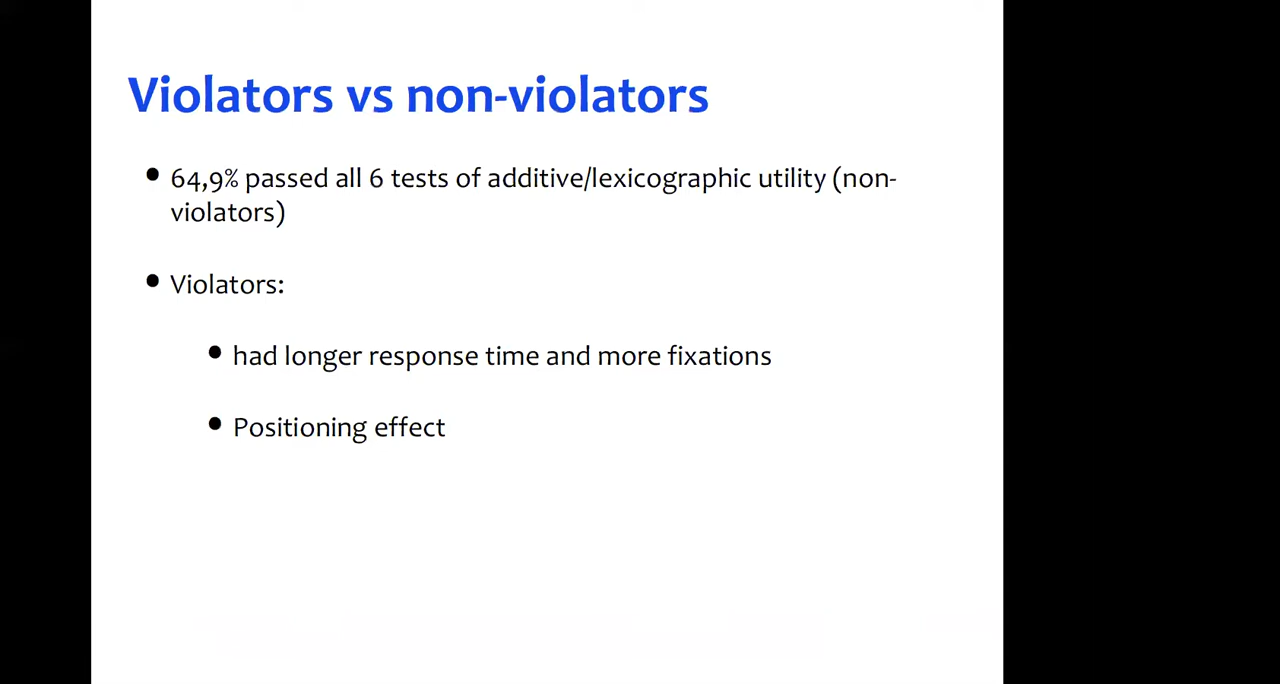 Violators vs non-violators
• 64,9% passed all 6 tests of additive/lexicographic utility (non-
violators)
• Violators:
• had longer response time and more fixations
• Positioning effect